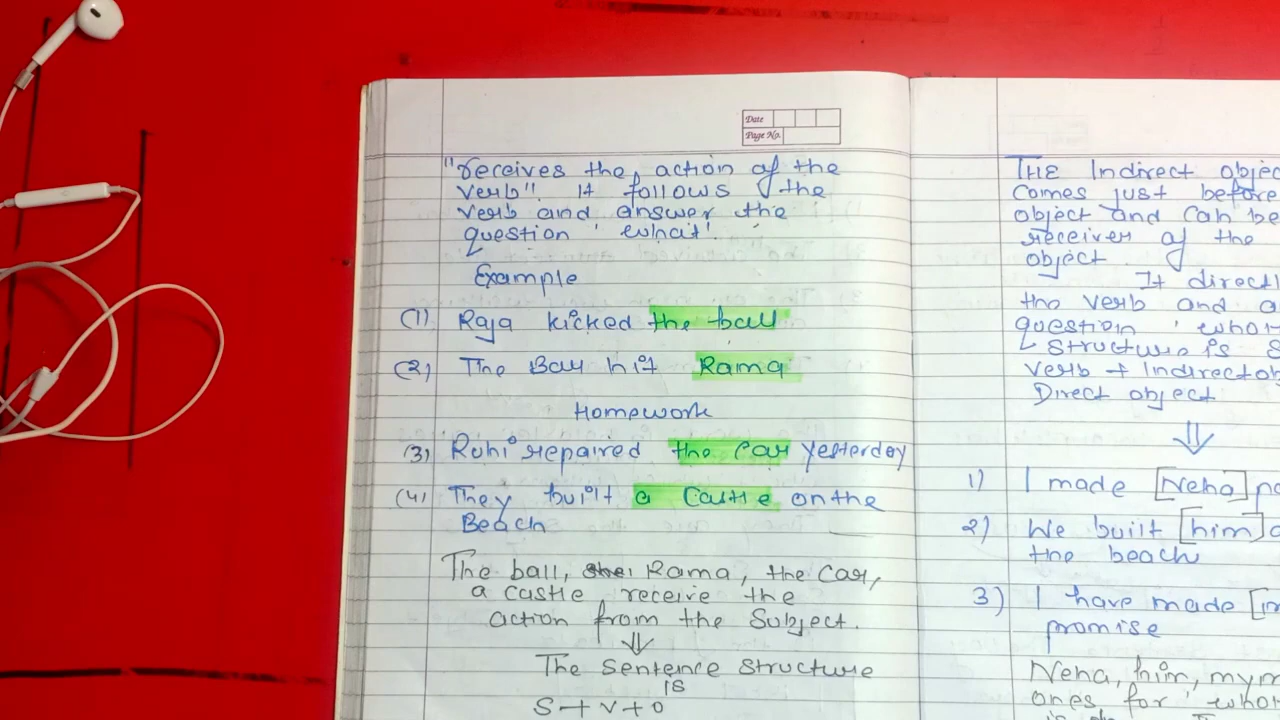 Date
Page No.
"receives the action of the
verb". It follows the
verb and answer the
question 'what'.
Example
(1) Raja kicked the ball
(2) The Ball hit Rama
Homework
(3) Ruhi repaired the car yesterday
(4) They built a Castle on the
Beach
The ball, Rama, the car,
a castle receive the
action from the Subject.
⇓
The Sentence Structure
is
S + V + O
THE Indirect objec
comes just before
object and can be
receiver of the
object
It directl
the verb and a
question 'who
Structure is S
verb + Indirect ob
Direct object
⇓
1) I made [Neha] pa
2) We built [him] a
the beach
3) I have made [m
promise
Neha, him, mym
ones for 'who